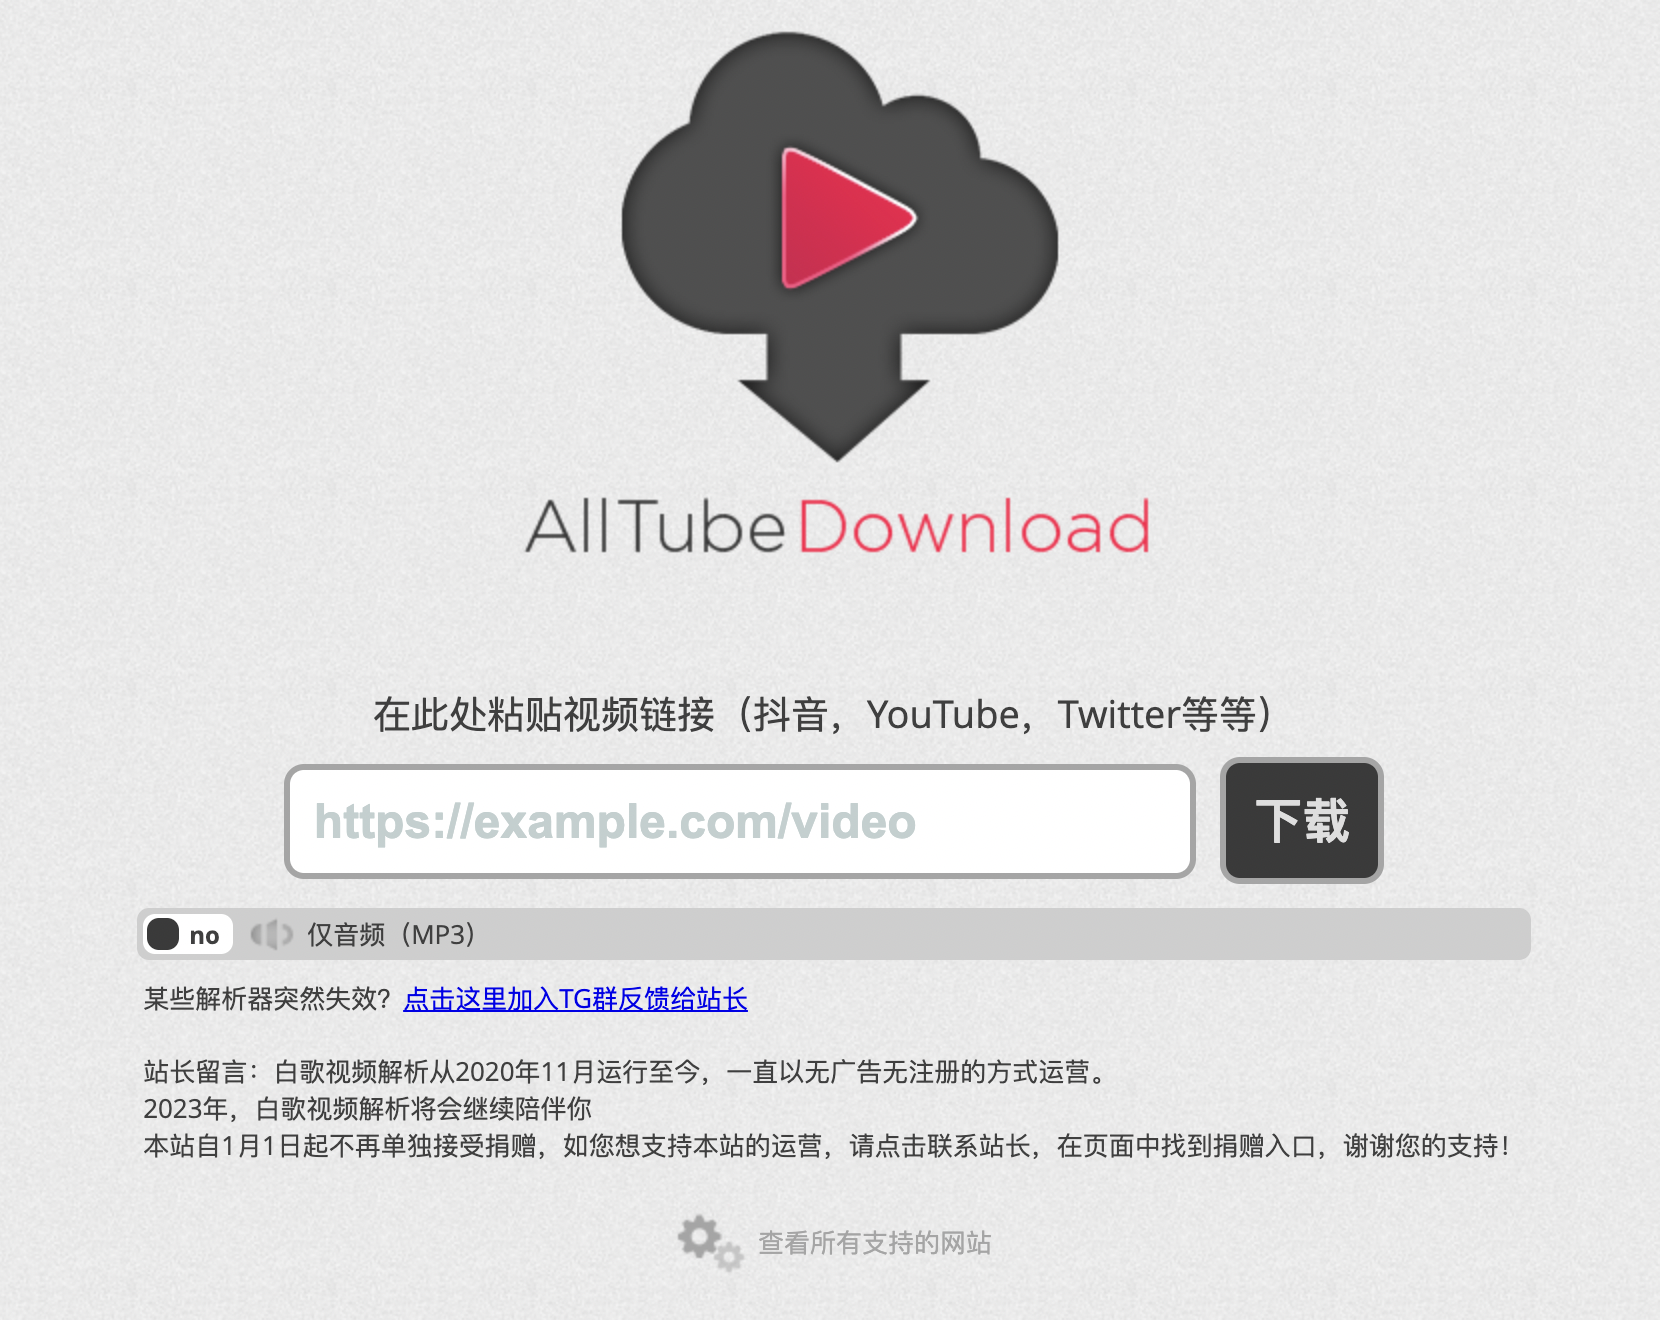 AllTube Download
在此处粘贴视频链接（抖音，YouTube，Twitter等等）
https://example.com/video
下载
no 仅音频（MP3）
某些解析器突然失效？点击这里加入TG群反馈给站长
站长留言：白歌视频解析从2020年11月运行至今，一直以无广告无注册的方式运营。
2023年，白歌视频解析将会继续陪伴你
本站自1月1日起不再单独接受捐赠，如您想支持本站的运营，请点击联系站长，在页面中找到捐赠入口，谢谢您的支持！
查看所有支持的网站